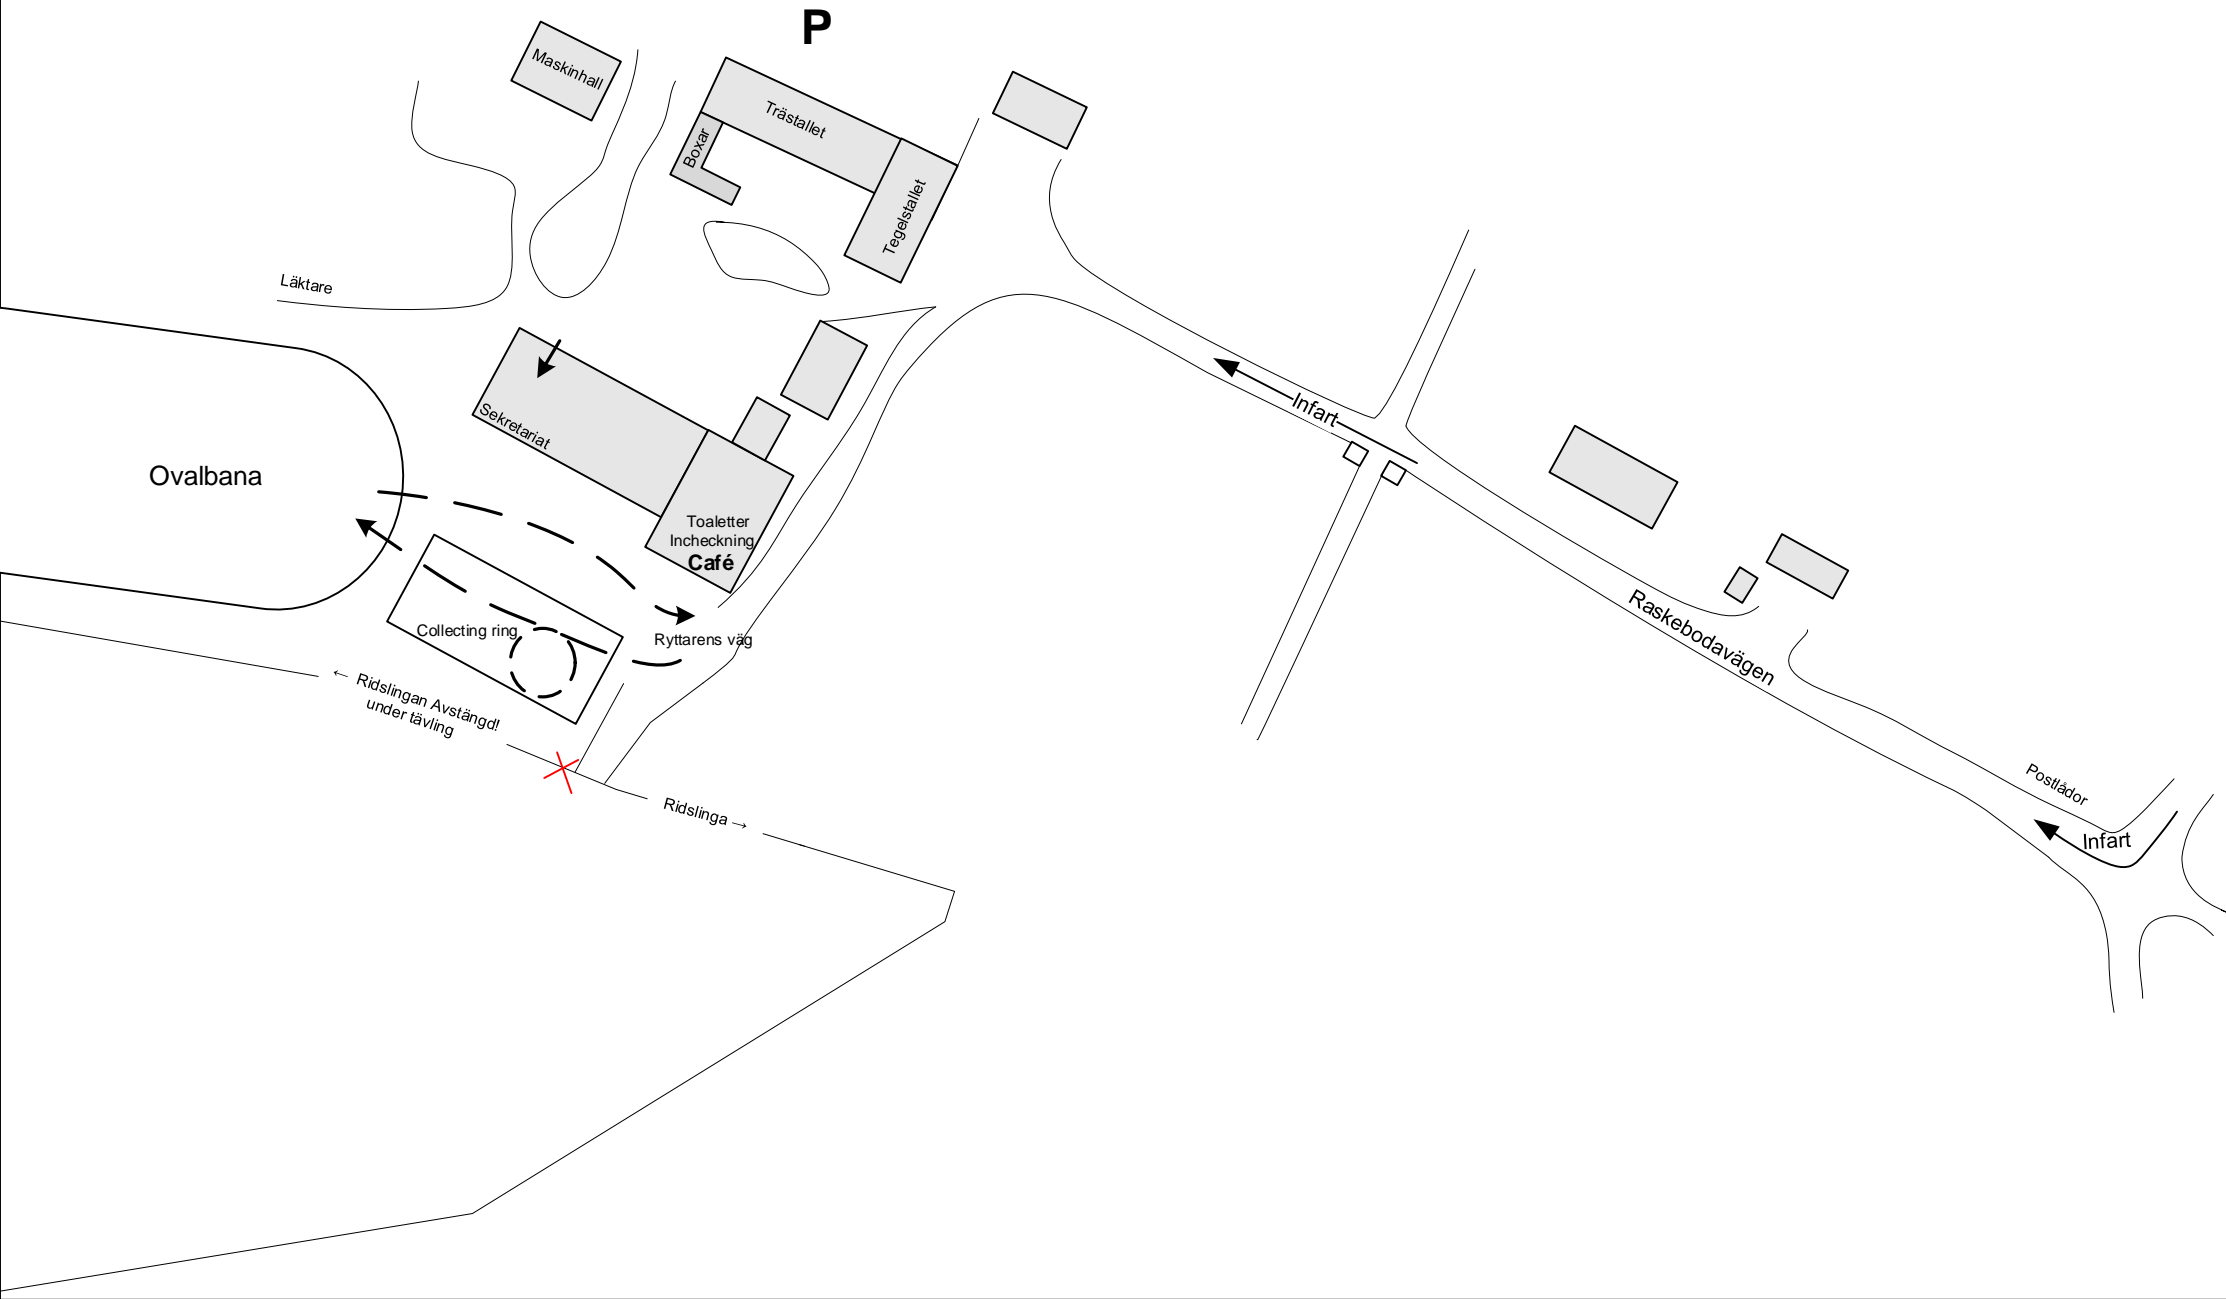 P
Maskinhall
Trästallet
Boxar
Tegelstallet
Läktare
Infart
Sekretariat
Ovalbana
Toaletter
Incheckning
Café
Raskebodavägen
Collecting ring
Ryttarens väg
← Ridslingan Avstängd!
under tävling
Postlådor
Ridslinga →
Infart